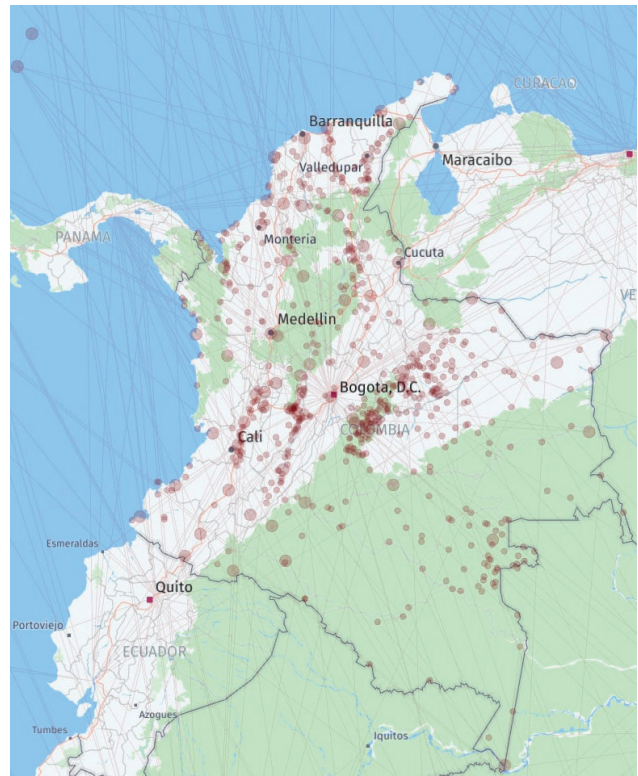 CURACAO
Barranquilla
Valledupar
Maracaibo
PANAMA
Monteria
Cucuta
VE
Medellin
Bogota, D.C.
COLOMBIA
Cali
Esmeraldas
Quito
Portoviejo
ECUADOR
Azogues
Tumbes
Iquitos